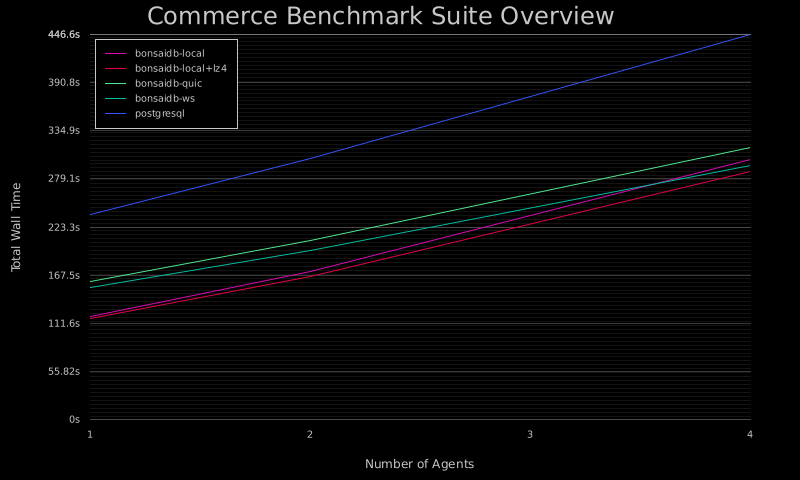 Commerce Benchmark Suite Overview
446.6s
390.8s
334.9s
279.1s
223.3s
167.5s
111.6s
55.82s
0s
bonsaidb-local
bonsaidb-local+lz4
bonsaidb-quic
bonsaidb-ws
postgresql
Total Wall Time
1 2 3 4
Number of Agents